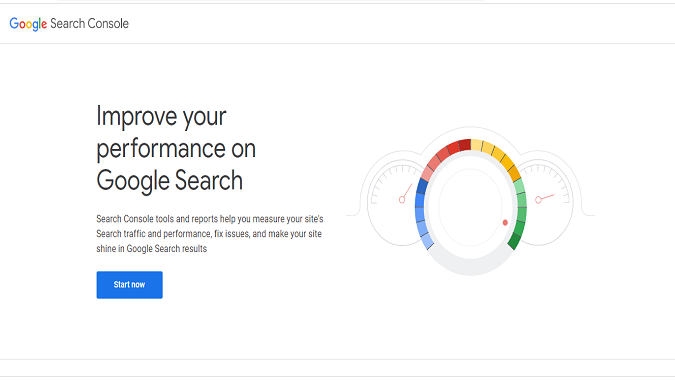 Google Search Console
Improve your
performance on
Google Search
Search Console tools and reports help you measure your site's
Search traffic and performance, fix issues, and make your site
shine in Google Search results
Start now